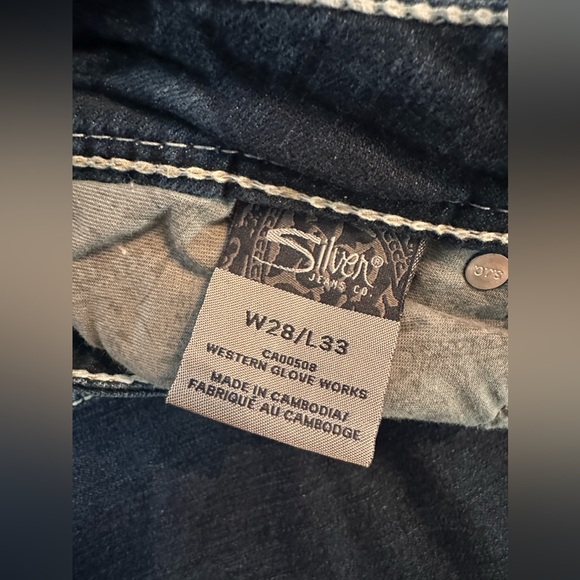 Silver®
JEANS CO.
W28/L33
CA00508
WESTERN GLOVE WORKS
MADE IN CAMBODIA/
FABRIQUE AU CAMBODGE